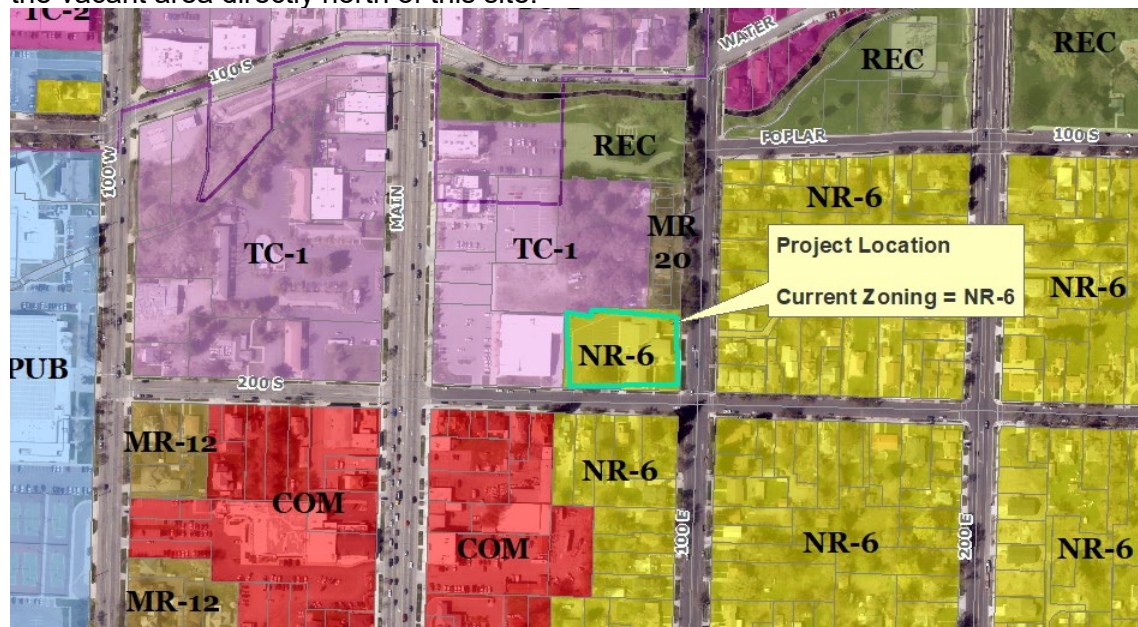 the vacant area directly north of this site.
TC-2
100 S
WATER
REC
REC
POPLAR
100 S
100 W
MAIN
REC
NR-6
MR
20
TC-1
TC-1
Project Location
Current Zoning = NR-6
NR-6
NR-6
PUB
200 S
MR-12
COM
NR-6
COM
100 E
NR-6
200 E
NR-6
MR-12